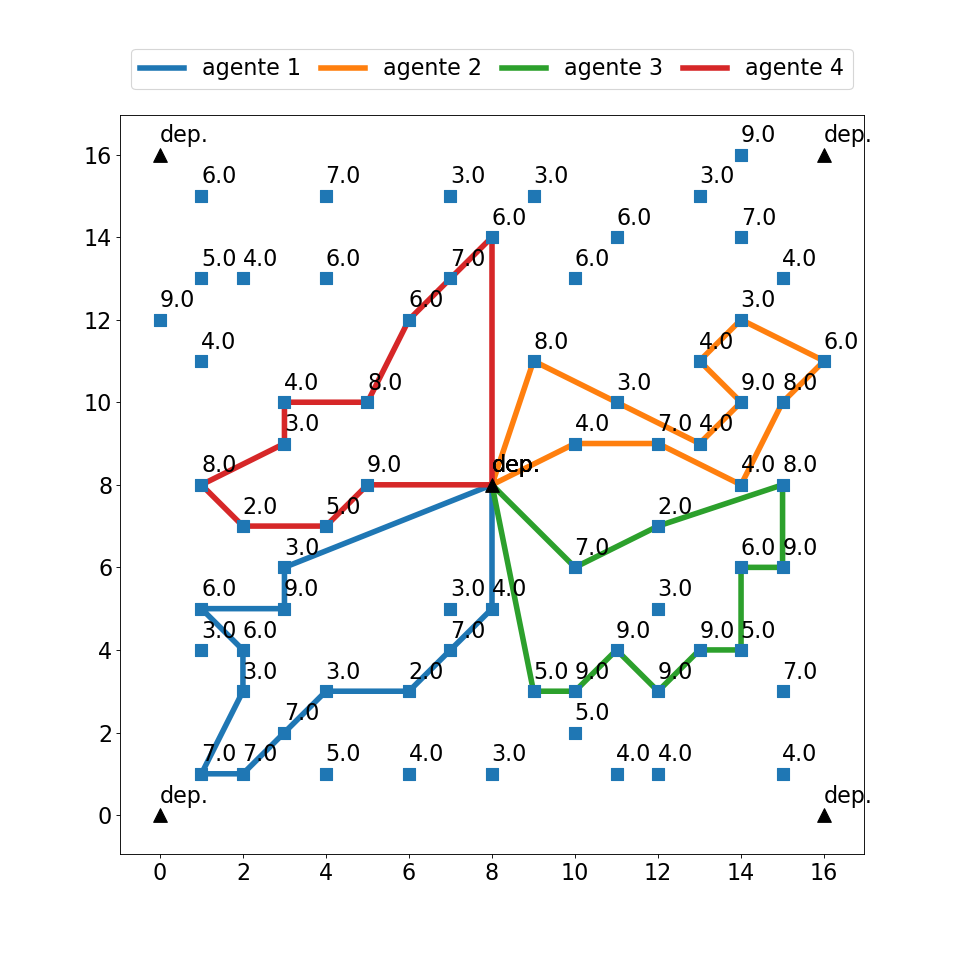 agente 1 agente 2 agente 3 agente 4
9.0
dep. dep.
16
6.0 7.0 3.0 3.0 3.0
6.0 6.0 7.0
14
5.0 4.0 6.0 7.0 6.0 4.0
9.0 6.0 3.0
12
4.0 8.0 4.0 6.0
4.0 8.0 3.0 9.0 8.0
10
3.0 4.0 7.0 4.0
8.0 9.0 dep. 4.0 8.0
8
2.0 5.0 2.0
3.0 7.0 6.0 9.0
6
6.0 9.0 3.0 4.0 3.0
3.0 6.0 7.0 9.0 9.0 5.0
4
3.0 3.0 2.0 5.0 9.0 9.0 7.0
7.0 5.0
2
7.0 7.0 5.0 4.0 3.0 4.0 4.0 4.0
dep. dep.
0
0 2 4 6 8 10 12 14 16